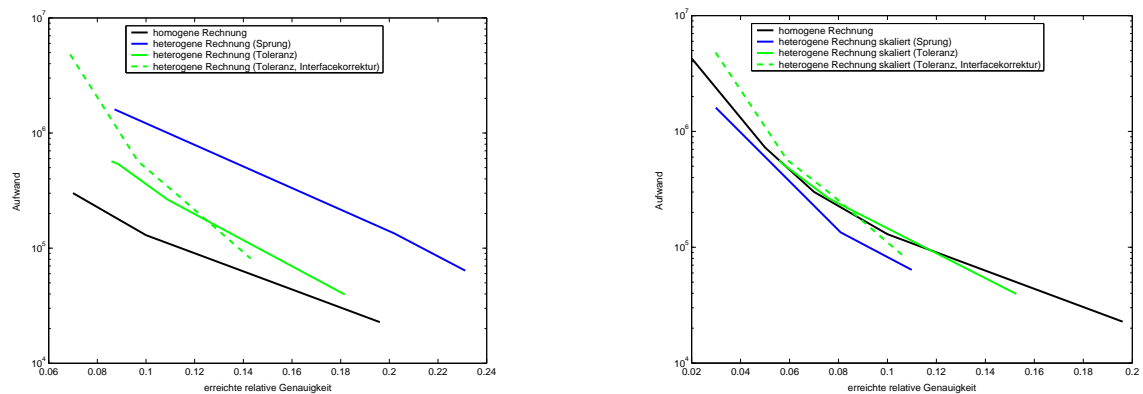 10^7
homogene Rechnung
heterogene Rechnung (Sprung)
heterogene Rechnung (Toleranz)
heterogene Rechnung (Toleranz, Interfacekorrektur)
10^6
Aufwand
10^5
10^4
0.06 0.08 0.1 0.12 0.14 0.16 0.18 0.2 0.22 0.24
erreichte relative Genauigkeit
10^7
homogene Rechnung
heterogene Rechnung skaliert (Sprung)
heterogene Rechnung skaliert (Toleranz)
heterogene Rechnung skaliert (Toleranz, Interfacekorrektur)
10^6
Aufwand
10^5
10^4
0.02 0.04 0.06 0.08 0.1 0.12 0.14 0.16 0.18 0.2
erreichte relative Genauigkeit